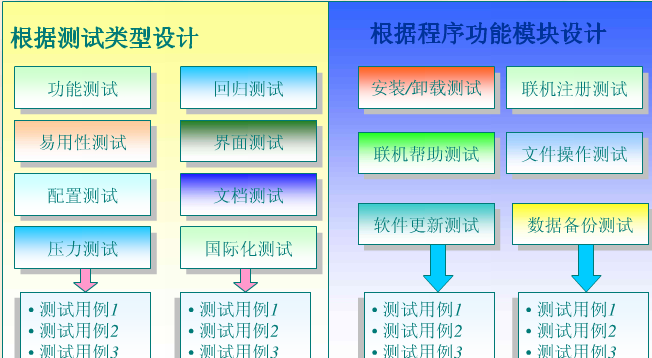 根据测试类型设计
功能测试
回归测试
易用性测试
界面测试
配置测试
文档测试
压力测试
国际化测试
• 测试用例1
• 测试用例2
• 测试用例3
• 测试用例1
• 测试用例2
• 测试用例3
根据程序功能模块设计
安装/卸载测试
联机注册测试
联机帮助测试
文件操作测试
软件更新测试
数据备份测试
• 测试用例1
• 测试用例2
• 测试用例3
• 测试用例1
• 测试用例2
• 测试用例3